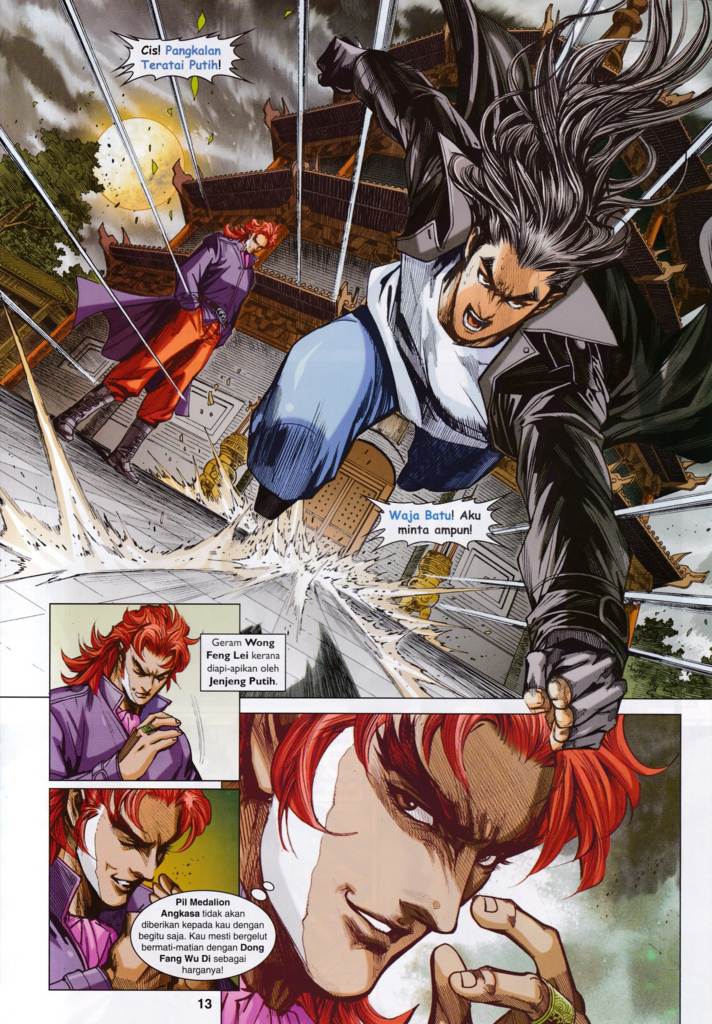 Cis! Pangkalan
Teratai Putih!
Waja Batu! Aku
minta ampun!
Geram Wong
Feng Lei kerana
diapi-apikan oleh
Jenjeng Putih.
Pil Medalion
Angkasa tidak akan
diberikan kepada kau dengan
begitu saja. Kau mesti bergelut
bermati-matian dengan Dong
Fang Wu Di sebagai
harganya!
13